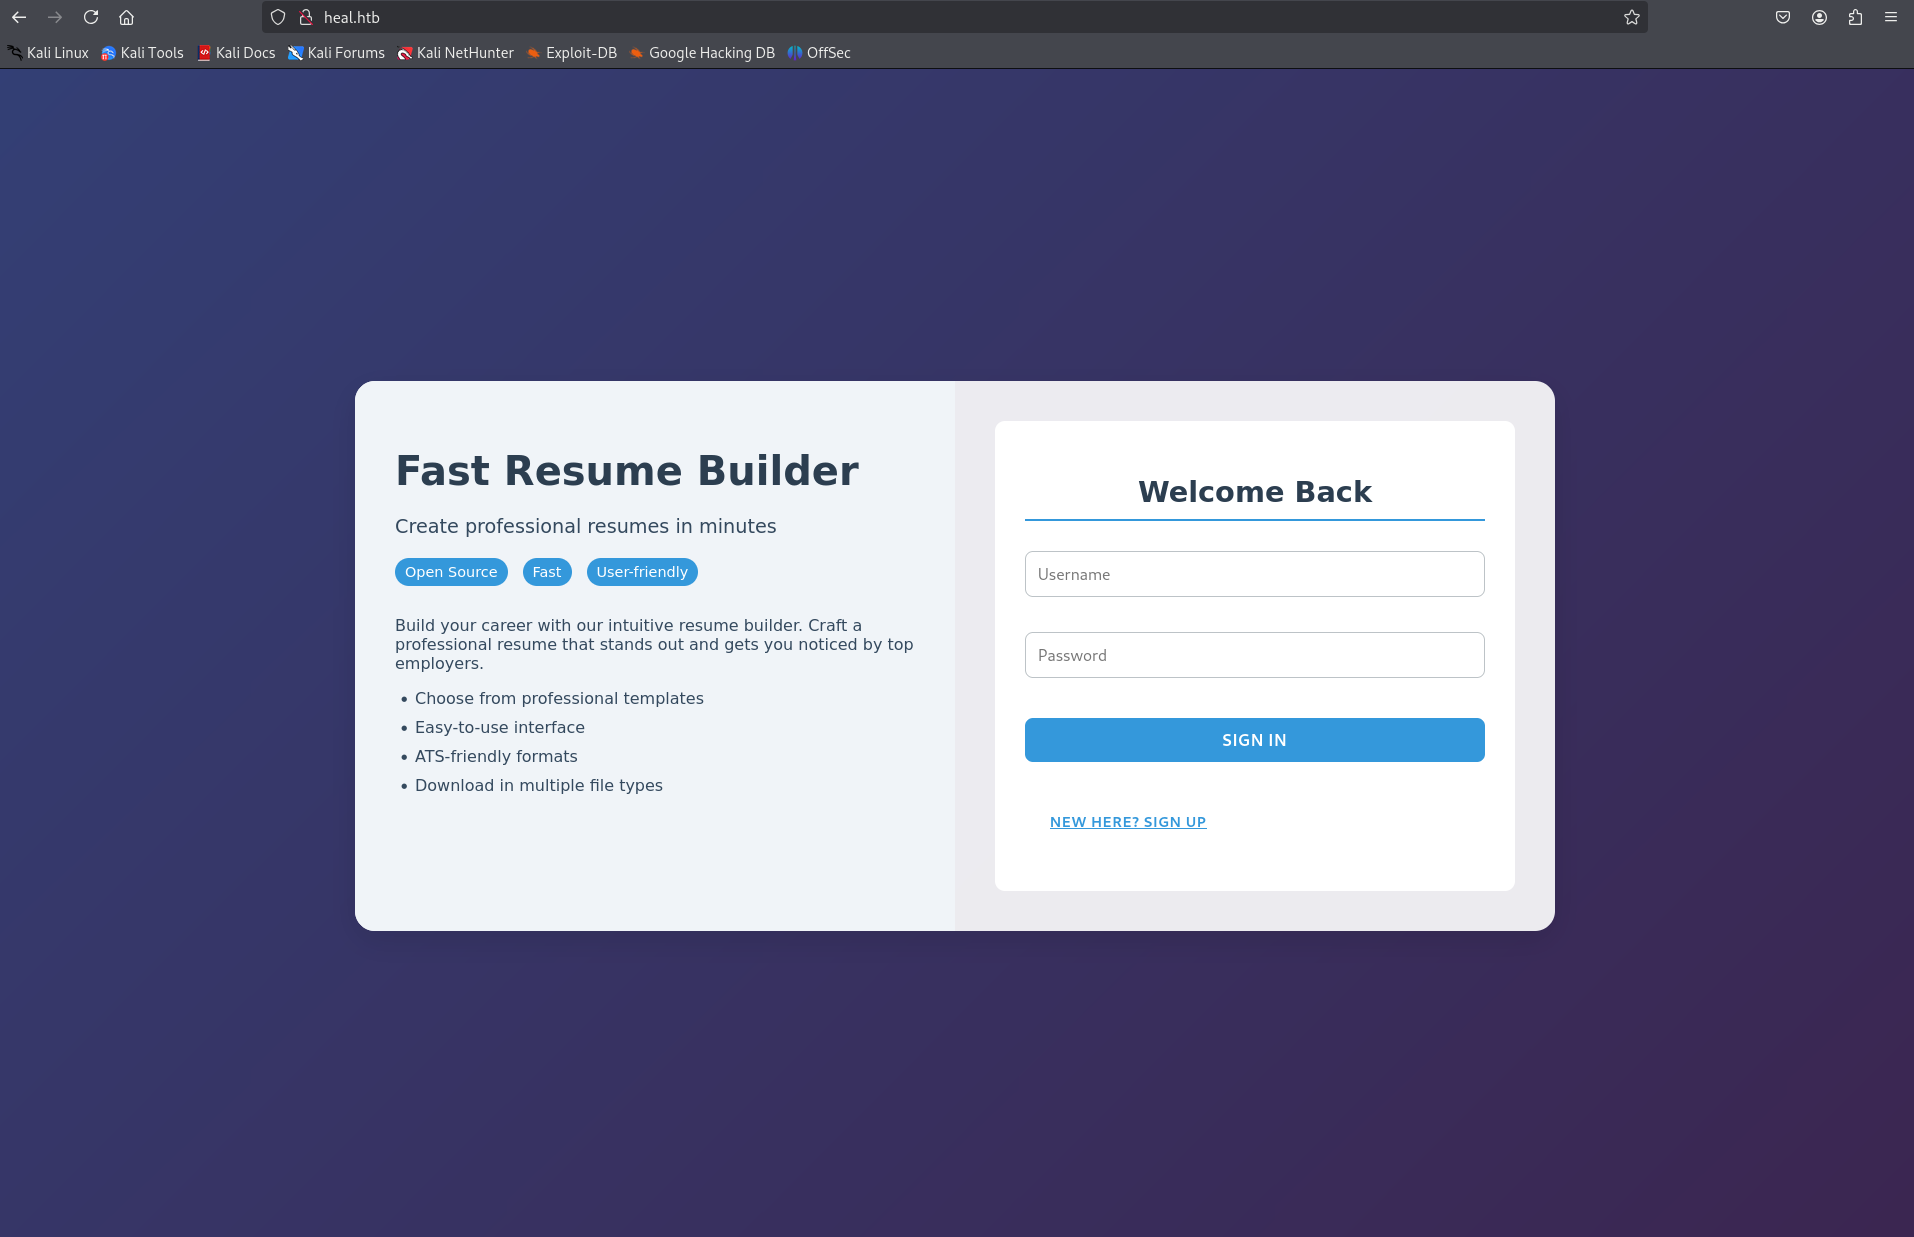 heal.htb
Kali Linux Kali Tools Kali Docs Kali Forums Kali NetHunter Exploit-DB Google Hacking DB OffSec
Fast Resume Builder
Create professional resumes in minutes
Open Source Fast User-friendly
Build your career with our intuitive resume builder. Craft a
professional resume that stands out and gets you noticed by top
employers.
• Choose from professional templates
• Easy-to-use interface
• ATS-friendly formats
• Download in multiple file types
Welcome Back
Username
Password
SIGN IN
NEW HERE? SIGN UP